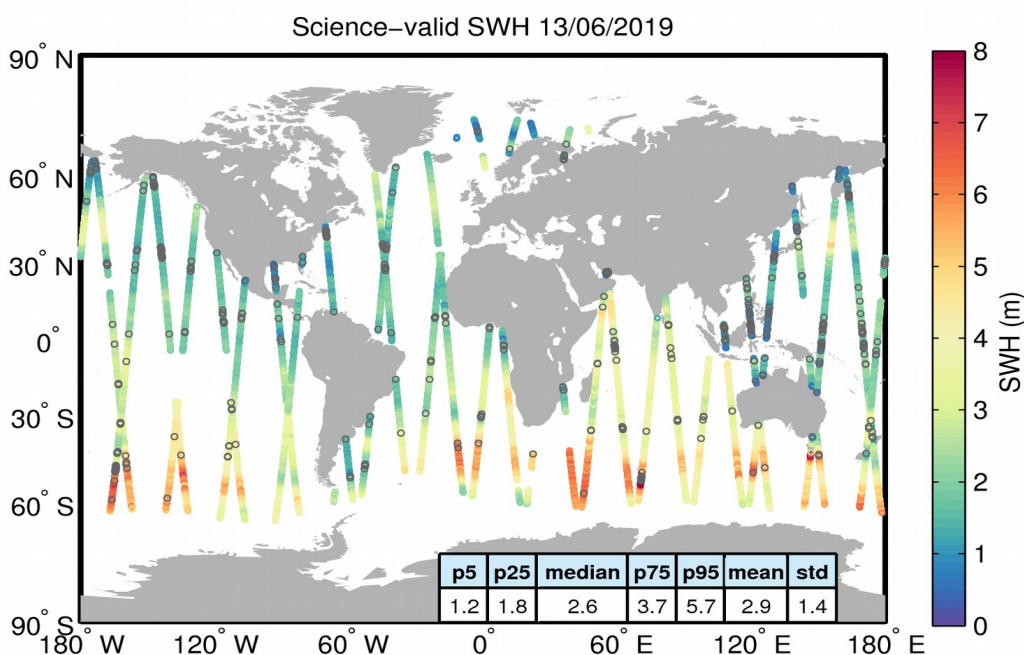 Science−valid SWH 13/06/2019
90° N
60° N
30° N
0°
30° S
60° S
90° S
180° W
120° W
60° W
0°
60° E
120° E
180° E
p5 p25 median p75 p95 mean std
1.2 1.8 2.6 3.7 5.7 2.9 1.4
8
7
6
5
4
3
2
1
0
SWH (m)